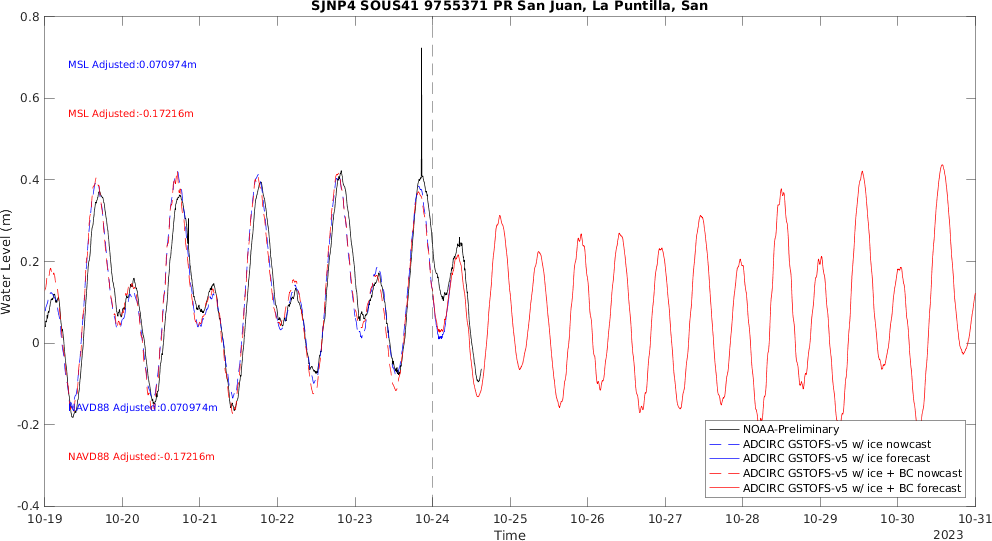 SJNP4 SOUS41 9755371 PR San Juan, La Puntilla, San
Water Level (m)
0.8
0.6
0.4
0.2
0
-0.2
-0.4
MSL Adjusted:0.070974m
MSL Adjusted:-0.17216m
NAVD88 Adjusted:0.070974m
NAVD88 Adjusted:-0.17216m
NOAA-Preliminary
ADCIRC GSTOFS-v5 w/ ice nowcast
ADCIRC GSTOFS-v5 w/ ice forecast
ADCIRC GSTOFS-v5 w/ ice + BC nowcast
ADCIRC GSTOFS-v5 w/ ice + BC forecast
10-19 10-20 10-21 10-22 10-23 10-24 10-25 10-26 10-27 10-28 10-29 10-30 10-31
Time
2023